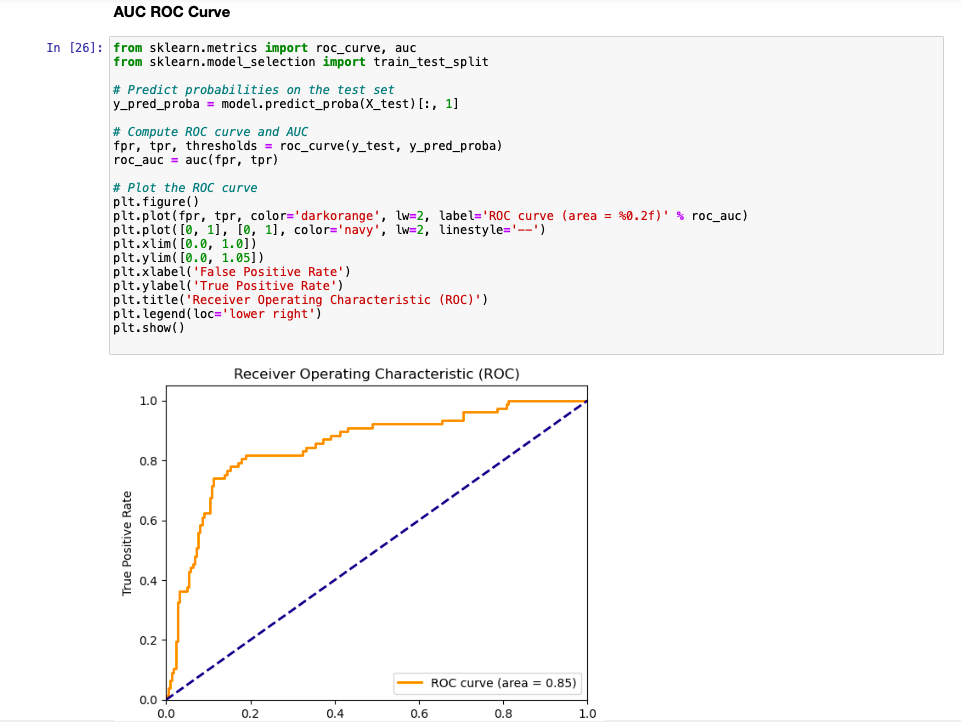 AUC ROC Curve
In [26]: from sklearn.metrics import roc_curve, auc
from sklearn.model_selection import train_test_split
# Predict probabilities on the test set
y_pred_proba = model.predict_proba(X_test)[:, 1]
# Compute ROC curve and AUC
fpr, tpr, thresholds = roc_curve(y_test, y_pred_proba)
roc_auc = auc(fpr, tpr)
# Plot the ROC curve
plt.figure()
plt.plot(fpr, tpr, color='darkorange', lw=2, label='ROC curve (area = %0.2f)' % roc_auc)
plt.plot([0, 1], [0, 1], color='navy', lw=2, linestyle='--')
plt.xlim([0.0, 1.0])
plt.ylim([0.0, 1.05])
plt.xlabel('False Positive Rate')
plt.ylabel('True Positive Rate')
plt.title('Receiver Operating Characteristic (ROC)')
plt.legend(loc='lower right')
plt.show()
Receiver Operating Characteristic (ROC)
1.0
0.8
0.6
0.4
0.2
0.0
True Positive Rate
ROC curve (area = 0.85)
0.0 0.2 0.4 0.6 0.8 1.0